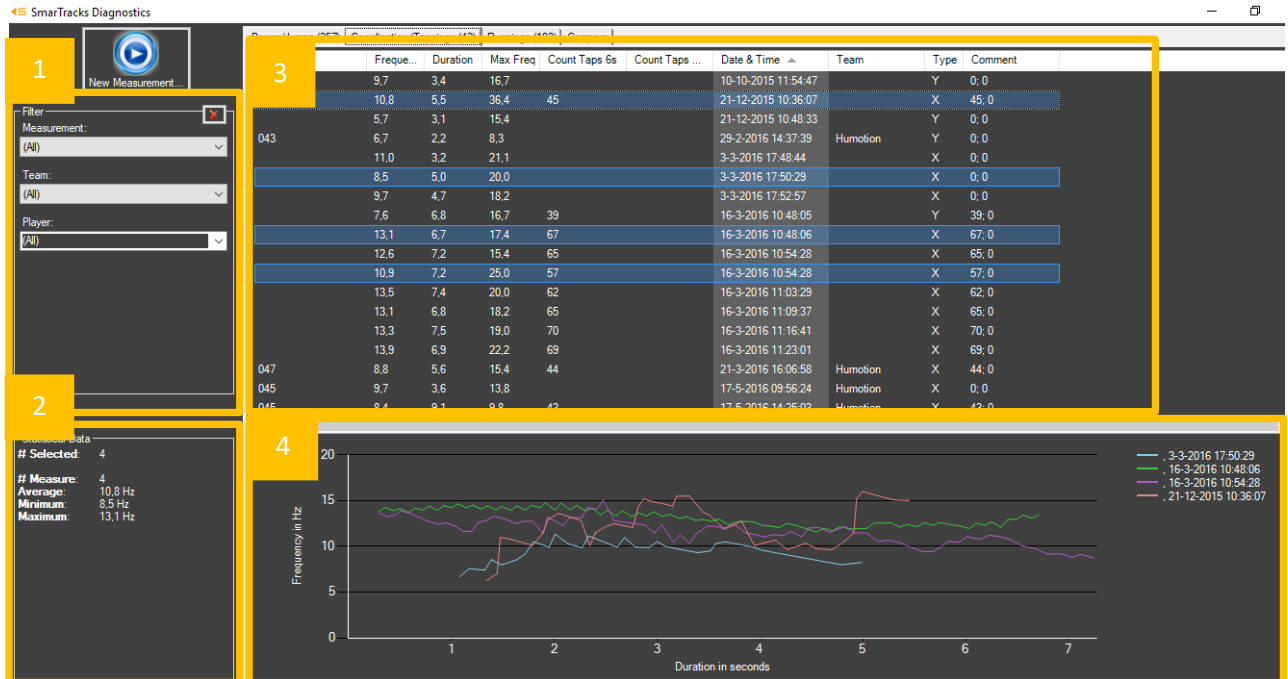 SmarTracks Diagnostics
1
New Measurement...
Filter
Measurement:
(All)
Team:
(All)
Player:
(All)
2
Statistical Data
# Selected: 4
# Measure: 4
Average: 10,8 Hz
Minimum: 8,5 Hz
Maximum: 13,1 Hz
3
Freque... Duration Max Freq Count Taps 6s Count Taps ... Date & Time Team Type Comment
9,7 3,4 16,7 10-10-2015 11:54:47 Y 0; 0
10,8 5,5 36,4 45 21-12-2015 10:36:07 X 45; 0
5,7 3,1 15,4 21-12-2015 10:48:33 Y 0; 0
043 6,7 2,2 8,3 29-2-2016 14:37:39 Humotion Y 0; 0
11,0 3,2 21,1 3-3-2016 17:48:44 X 0; 0
8,5 5,0 20,0 3-3-2016 17:50:29 X 0; 0
9,7 4,7 18,2 3-3-2016 17:52:57 X 0; 0
7,6 6,8 16,7 39 16-3-2016 10:48:05 Y 39; 0
13,1 6,7 17,4 67 16-3-2016 10:48:06 X 67; 0
12,6 7,2 15,4 65 16-3-2016 10:54:28 X 65; 0
10,9 7,2 25,0 57 16-3-2016 10:54:28 X 57; 0
13,5 7,4 20,0 62 16-3-2016 11:03:29 X 62; 0
13,1 6,8 18,2 65 16-3-2016 11:09:37 X 65; 0
13,3 7,5 19,0 70 16-3-2016 11:16:41 X 70; 0
13,9 6,9 22,2 69 16-3-2016 11:23:01 X 69; 0
047 8,8 5,6 15,4 44 21-3-2016 16:06:58 Humotion X 44; 0
045 9,7 3,6 13,8 17-5-2016 09:56:24 Humotion X 0; 0
4
20
15
10
5
0
Frequency in Hz
1 2 3 4 5 6 7
Duration in seconds
, 3-3-2016 17:50:29
, 16-3-2016 10:48:06
, 16-3-2016 10:54:28
, 21-12-2015 10:36:07